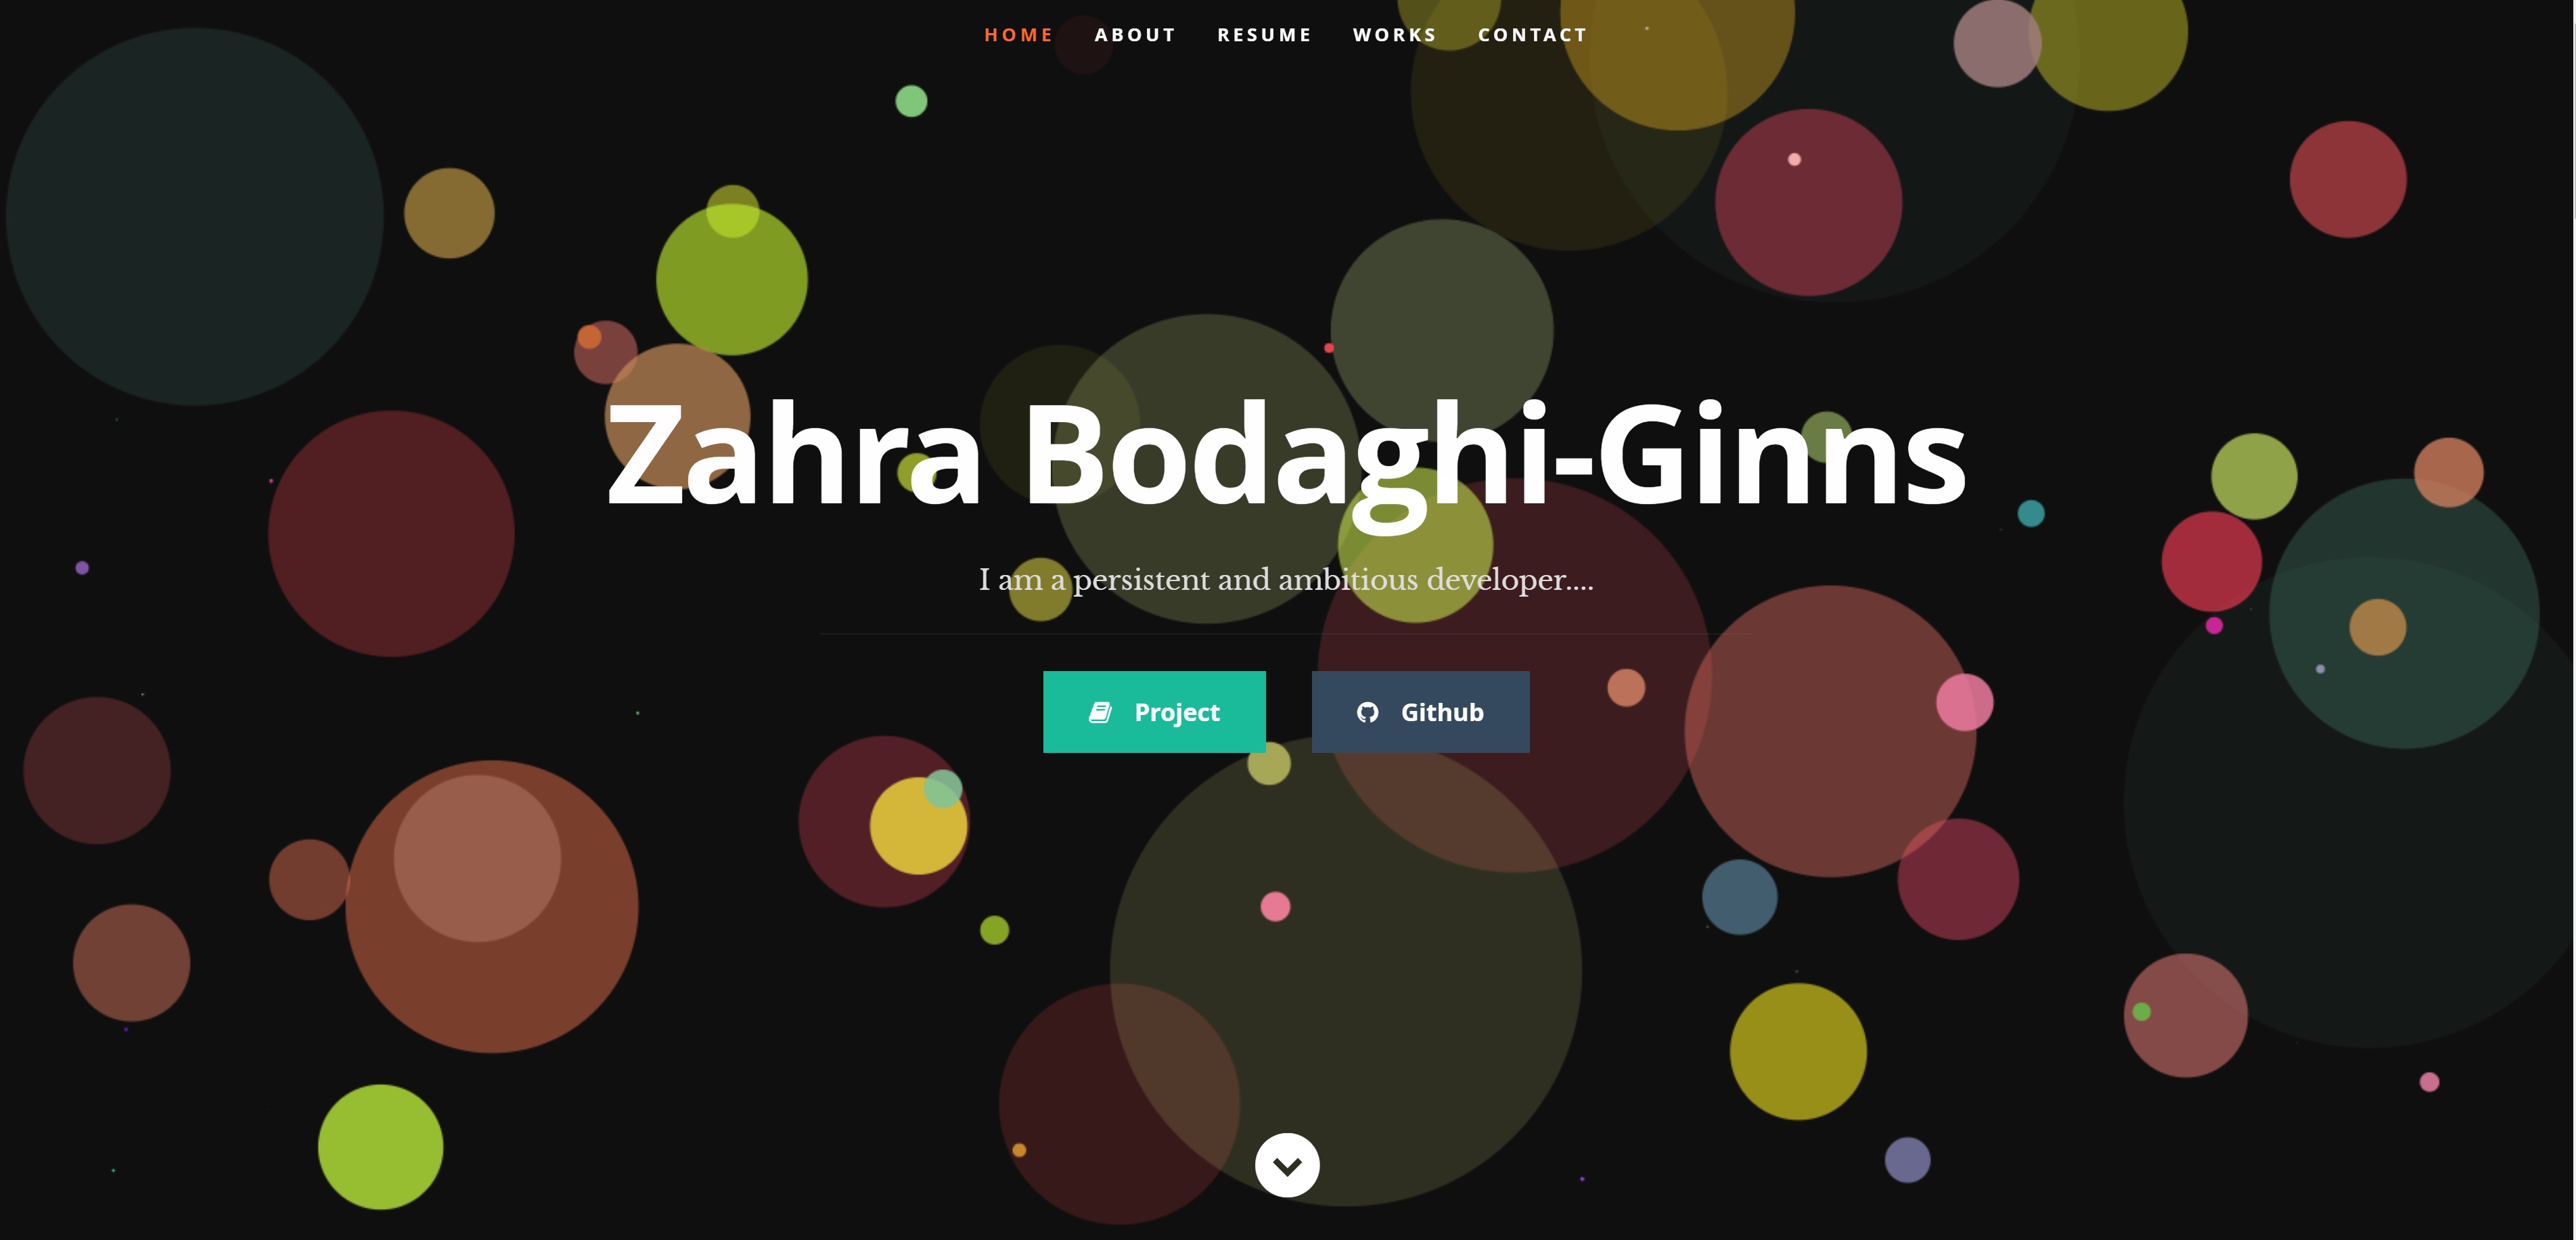 HOME ABOUT RESUME WORKS CONTACT
Zahra Bodaghi-Ginns
I am a persistent and ambitious developer....
Project Github